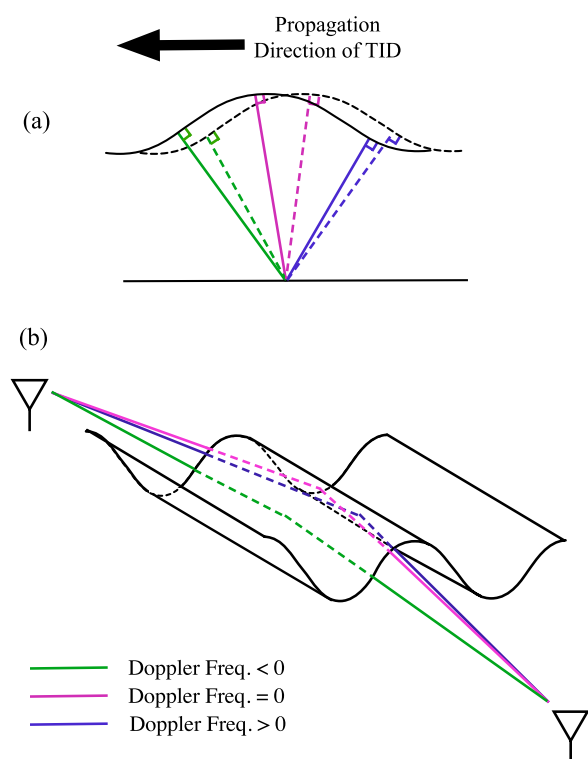 Propagation
Direction of TID
(a)
(b)
Doppler Freq. < 0
Doppler Freq. = 0
Doppler Freq. > 0